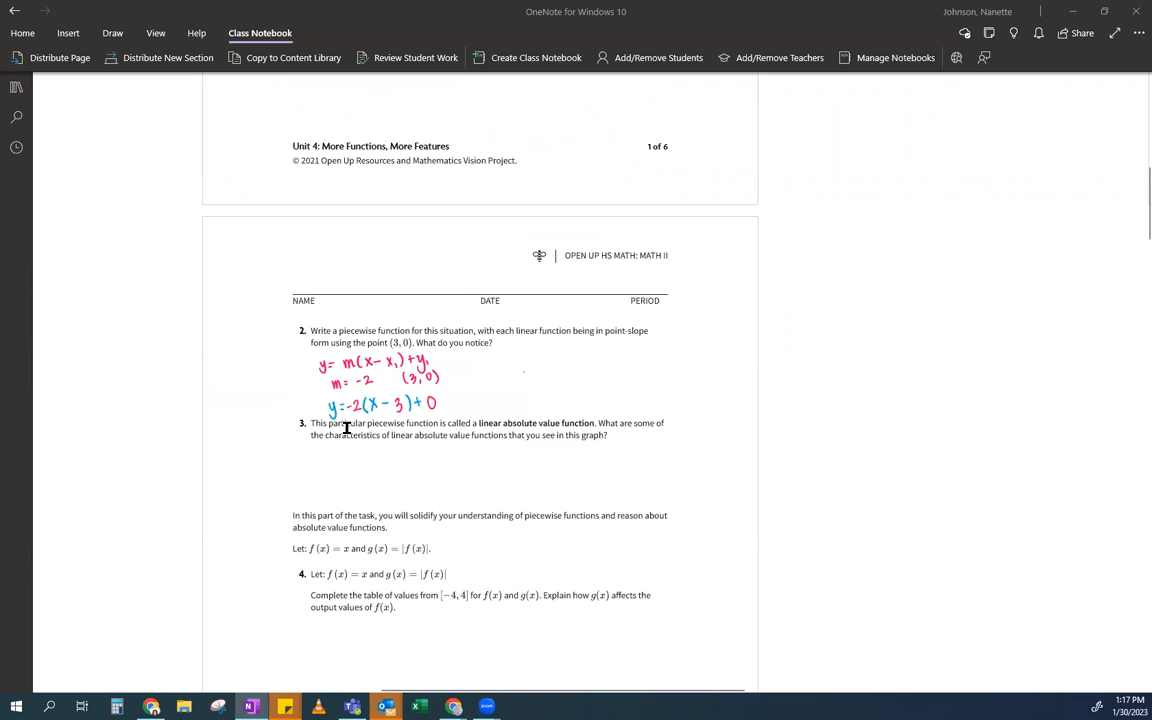 OneNote for Windows 10
Johnson, Nanette
Home Insert Draw View Help Class Notebook
Share
Distribute Page Distribute New Section Copy to Content Library Review Student Work Create Class Notebook Add/Remove Students Add/Remove Teachers Manage Notebooks
Unit 4: More Functions, More Features 1 of 6
© 2021 Open Up Resources and Mathematics Vision Project.
OPEN UP HS MATH: MATH II
NAME DATE PERIOD
2. Write a piecewise function for this situation, with each linear function being in point-slope
form using the point (3, 0). What do you notice?
y= m(x-x₁)+y₁
m= -2 (3,0)
y=-2(x-3)+0
3. This particular piecewise function is called a linear absolute value function. What are some of
the characteristics of linear absolute value functions that you see in this graph?
In this part of the task, you will solidify your understanding of piecewise functions and reason about
absolute value functions.
Let: f (x) = x and g (x) = |f (x)|.
4. Let: f (x) = x and g (x) = |f (x)|
Complete the table of values from [−4, 4] for f(x) and g(x). Explain how g(x) affects the
output values of f(x).
1:17 PM
1/30/2023